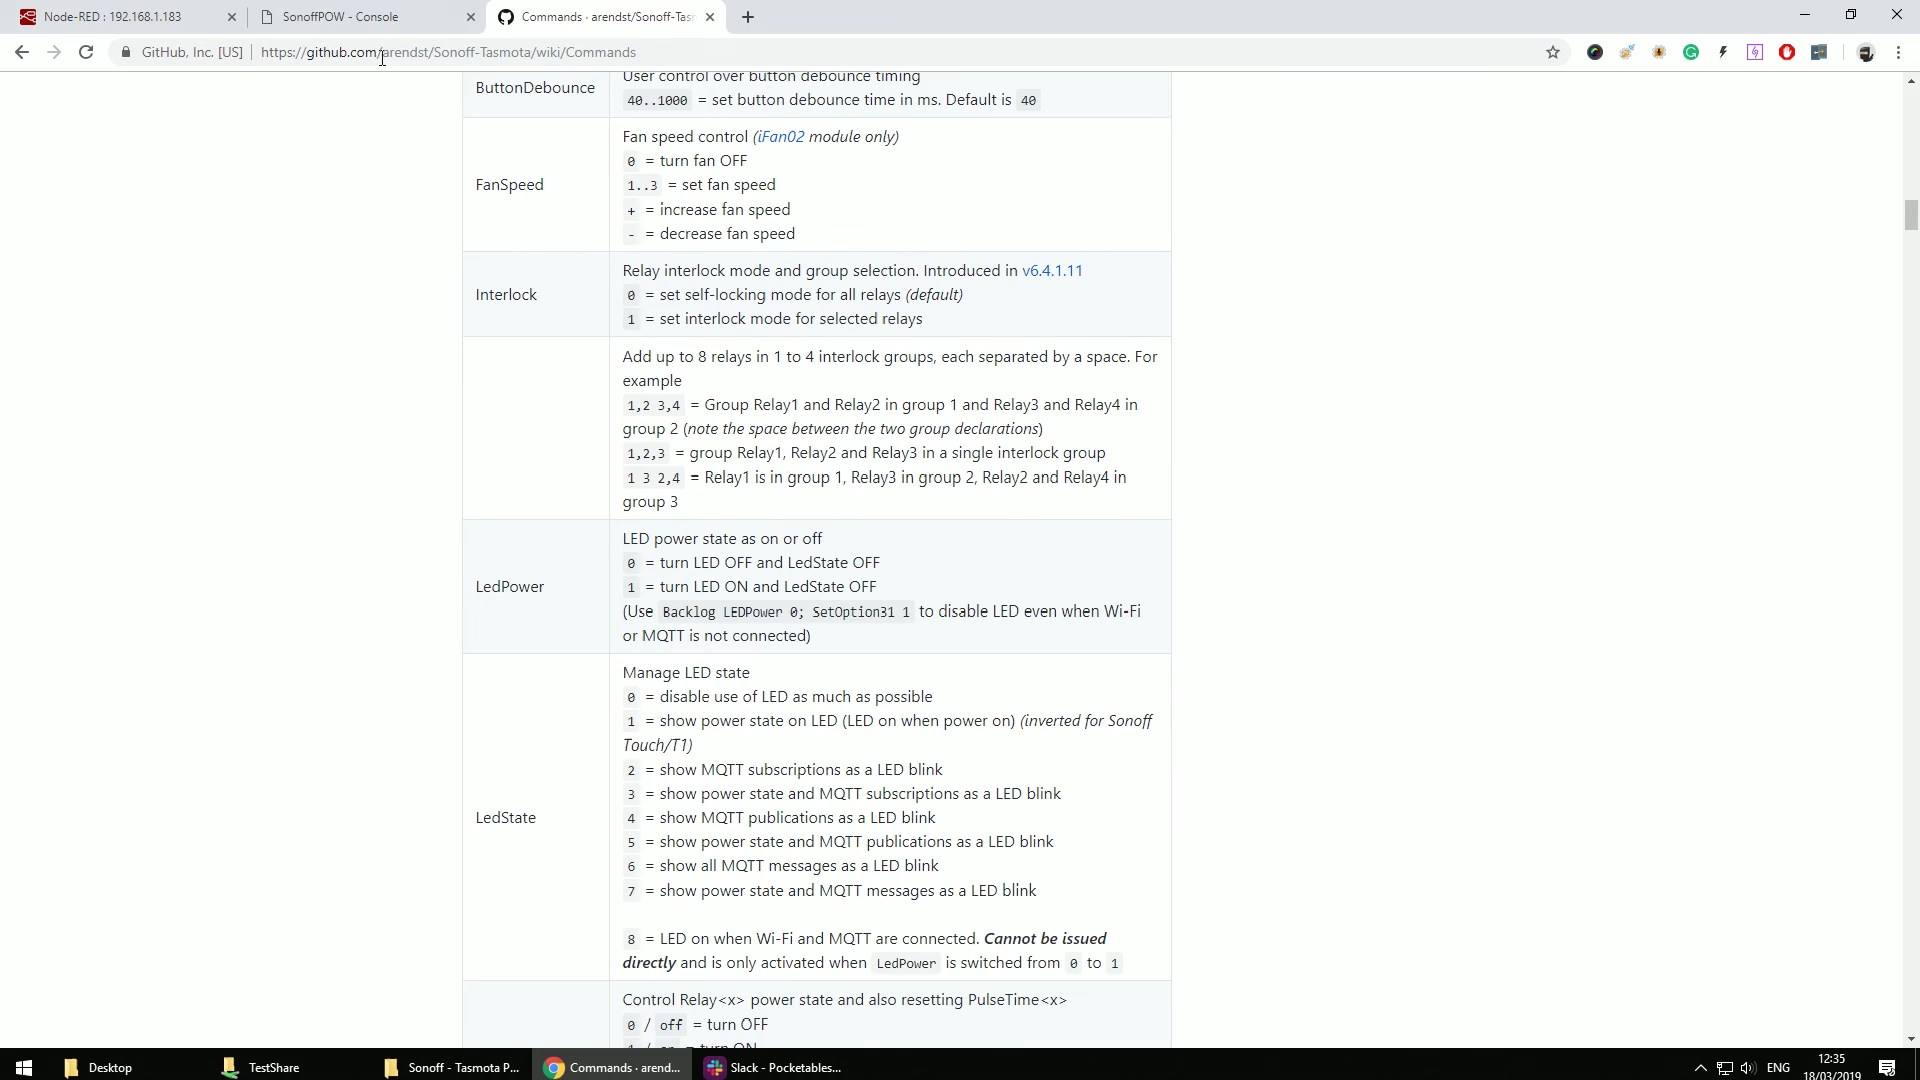 Node-RED : 192.168.1.183
SonoffPOW - Console
Commands · arendst/Sonoff-Tasm
GitHub, Inc. [US] https://github.com/arendst/Sonoff-Tasmota/wiki/Commands
ButtonDebounce
User control over button debounce timing
40..1000 = set button debounce time in ms. Default is 40
FanSpeed
Fan speed control (iFan02 module only)
0 = turn fan OFF
1..3 = set fan speed
+ = increase fan speed
- = decrease fan speed
Interlock
Relay interlock mode and group selection. Introduced in v6.4.1.11
0 = set self-locking mode for all relays (default)
1 = set interlock mode for selected relays
Add up to 8 relays in 1 to 4 interlock groups, each separated by a space. For
example
1,2 3,4 = Group Relay1 and Relay2 in group 1 and Relay3 and Relay4 in
group 2 (note the space between the two group declarations)
1,2,3 = group Relay1, Relay2 and Relay3 in a single interlock group
1 3 2,4 = Relay1 is in group 1, Relay3 in group 2, Relay2 and Relay4 in
group 3
LedPower
LED power state as on or off
0 = turn LED OFF and LedState OFF
1 = turn LED ON and LedState OFF
(Use Backlog LEDPower 0; SetOption31 1 to disable LED even when Wi-Fi
or MQTT is not connected)
LedState
Manage LED state
0 = disable use of LED as much as possible
1 = show power state on LED (LED on when power on) (inverted for Sonoff
Touch/T1)
2 = show MQTT subscriptions as a LED blink
3 = show power state and MQTT subscriptions as a LED blink
4 = show MQTT publications as a LED blink
5 = show power state and MQTT publications as a LED blink
6 = show all MQTT messages as a LED blink
7 = show power state and MQTT messages as a LED blink
8 = LED on when Wi-Fi and MQTT are connected. Cannot be issued
directly and is only activated when LedPower is switched from 0 to 1
Control Relay<x> power state and also resetting PulseTime<x>
0 / off = turn OFF
1 / on = turn ON
Desktop
TestShare
Sonoff - Tasmota P...
Commands · arend...
Slack - Pocketables...
ENG
12:35
18/03/2019